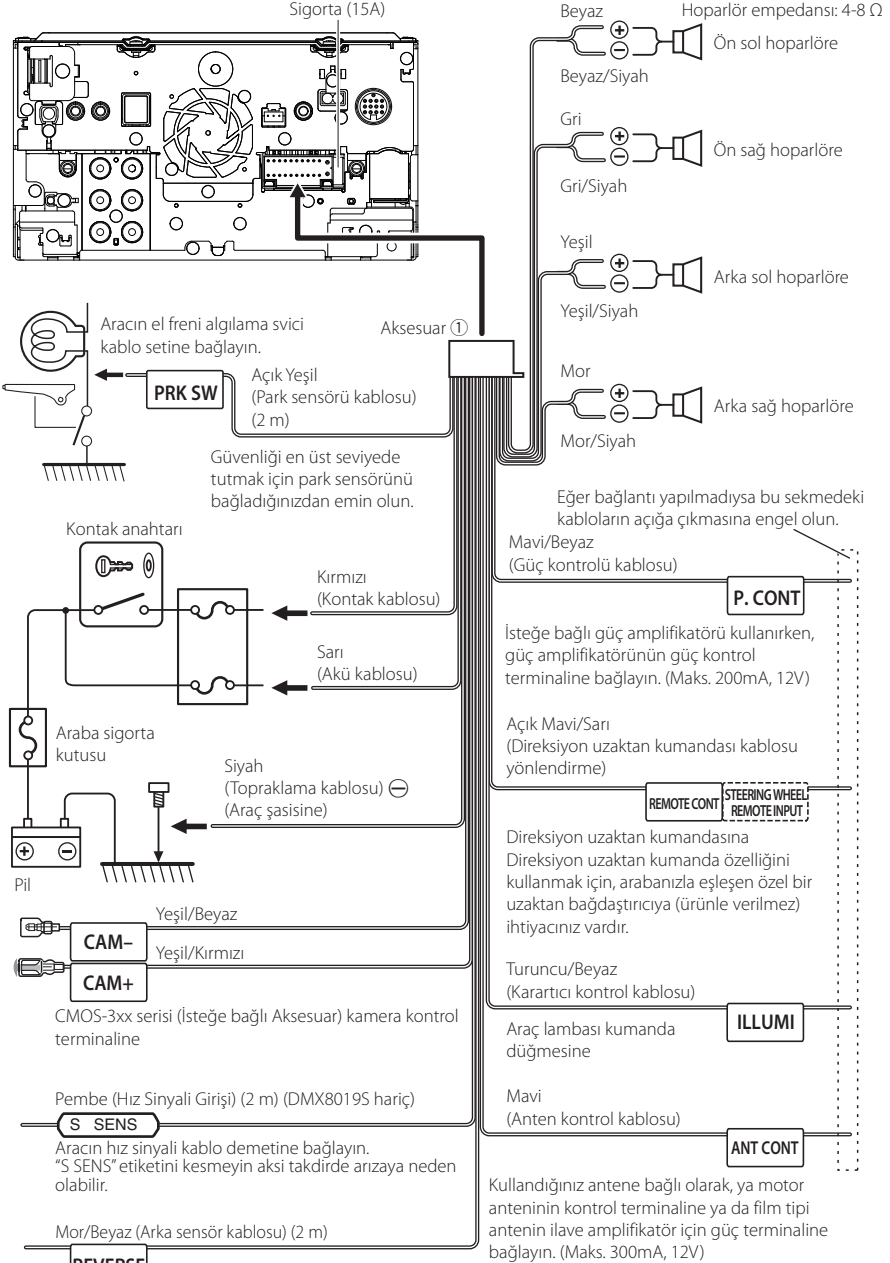 Sigorta (15A)
Beyaz
Hoparlör empedansı: 4-8 Ω
Ön sol hoparlöre
Beyaz/Siyah
Gri
Ön sağ hoparlöre
Gri/Siyah
Yeşil
Arka sol hoparlöre
Yeşil/Siyah
Mor
Arka sağ hoparlöre
Mor/Siyah
Aracın el freni algılama svici
kablo setine bağlayın.
Aksesuar ①
PRK SW
Açık Yeşil
(Park sensörü kablosu)
(2 m)
Güvenliği en üst seviyede
tutmak için park sensörünü
bağladığınızdan emin olun.
Eğer bağlantı yapılmadıysa bu sekmedeki
kabloların açığa çıkmasına engel olun.
Kontak anahtarı
Kırmızı
(Kontak kablosu)
Sarı
(Akü kablosu)
Araba sigorta
kutusu
Siyah
(Topraklama kablosu) ⊖
(Araç şasisine)
Pil
Mavi/Beyaz
(Güç kontrolü kablosu)
P. CONT
İsteğe bağlı güç amplifikatörü kullanırken,
güç amplifikatörünün güç kontrol
terminaline bağlayın. (Maks. 200mA, 12V)
Açık Mavi/Sarı
(Direksiyon uzaktan kumandası kablosu
yönlendirme)
REMOTE CONT
STEERING WHEEL
REMOTE INPUT
Direksiyon uzaktan kumandasına
Direksiyon uzaktan kumanda özelliğini
kullanmak için, arabanızla eşleşen özel bir
uzaktan bağdaştırıcıya (ürünle verilmez)
ihtiyacınız vardır.
Yeşil/Beyaz
CAM–
Yeşil/Kırmızı
CAM+
CMOS-3xx serisi (İsteğe bağlı Aksesuar) kamera kontrol
terminaline
Turuncu/Beyaz
(Karartıcı kontrol kablosu)
ILLUMI
Araç lambası kumanda
düğmesine
Pembe (Hız Sinyali Girişi) (2 m) (DMX8019S hariç)
S SENS
Aracın hız sinyali kablo demetine bağlayın.
“S SENS” etiketini kesmeyin aksi takdirde arızaya neden
olabilir.
Mavi
(Anten kontrol kablosu)
ANT CONT
Kullandığınız antene bağlı olarak, ya motor
anteninin kontrol terminaline ya da film tipi
antenin ilave amplifikatör için güç terminaline
bağlayın. (Maks. 300mA, 12V)
Mor/Beyaz (Arka sensör kablosu) (2 m)
REVERSE